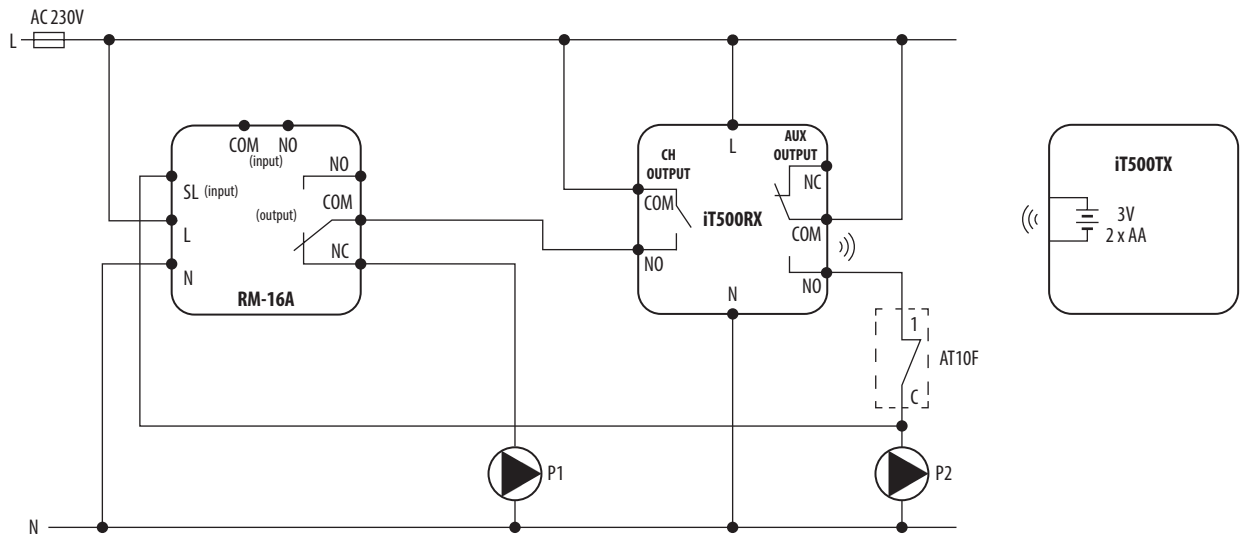 AC 230V
L
COM NO
(input)
NO
SL (input)
COM
(output)
L
NC
N
RM-16A
CH
OUTPUT
L
AUX
OUTPUT
NC
COM
iT500RX
COM
NO
N
NO
iT500TX
3V
2 x AA
1
AT10F
C
P1
P2
N